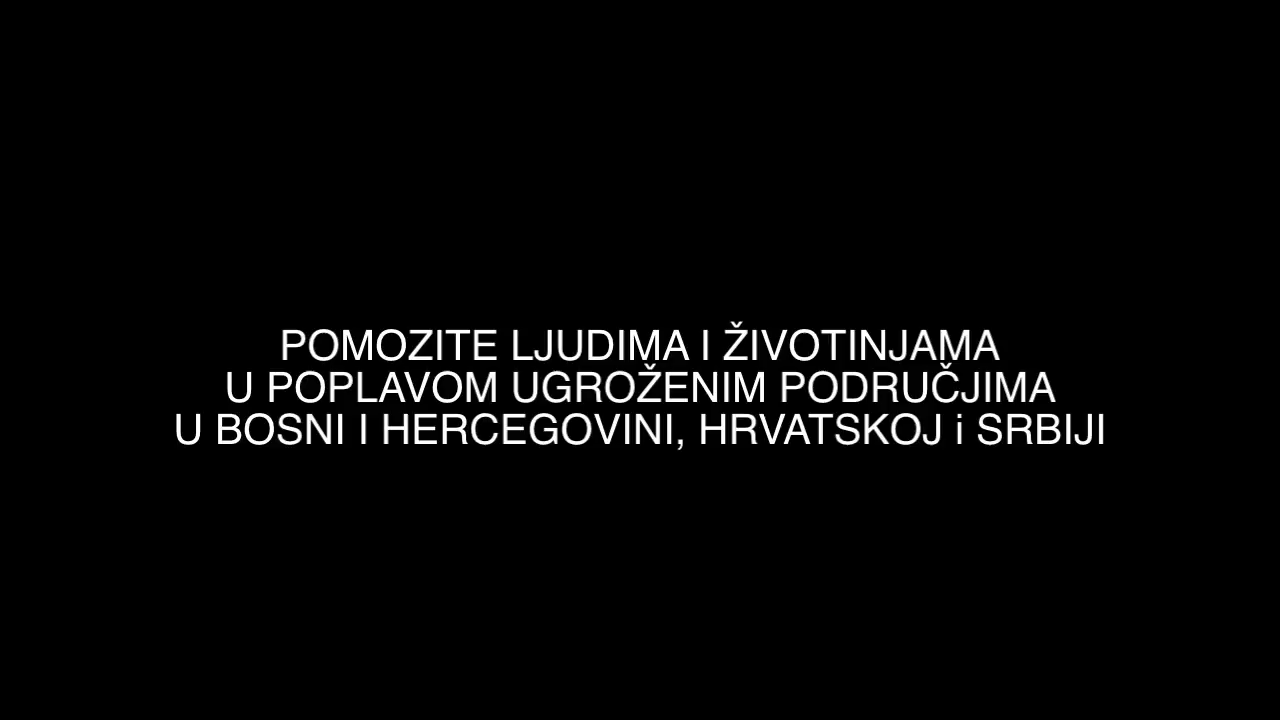 POMOZITE LJUDIMA I ŽIVOTINJAMA
U POPLAVOM UGROŽENIM PODRUČJIMA
U BOSNI I HERCEGOVINI, HRVATSKOJ i SRBIJI